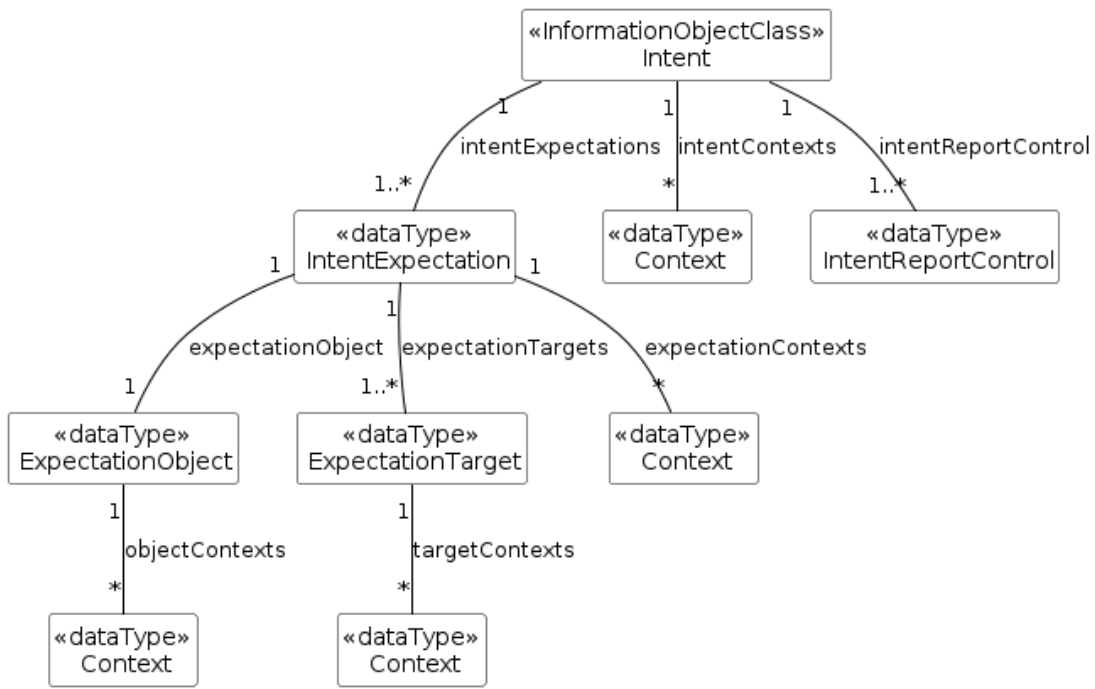 «InformationObjectClass»
Intent
1
1
1
intentExpectations
intentContexts
intentReportControl
1..*
*
1..*
«dataType»
IntentExpectation
«dataType»
Context
«dataType»
IntentReportControl
1
1
1
expectationObject
expectationTargets
expectationContexts
1
1..*
*
«dataType»
ExpectationObject
«dataType»
ExpectationTarget
«dataType»
Context
1
1
objectContexts
targetContexts
*
*
«dataType»
Context
«dataType»
Context